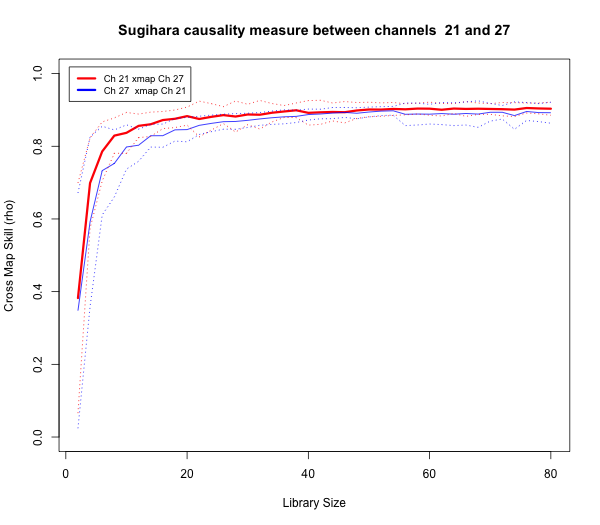 Sugihara causality measure between channels  21 and 27
Ch 21 xmap Ch 27
Ch 27  xmap Ch 21
Cross Map Skill (rho)
1.0
0.8
0.6
0.4
0.2
0.0
0 20 40 60 80
Library Size